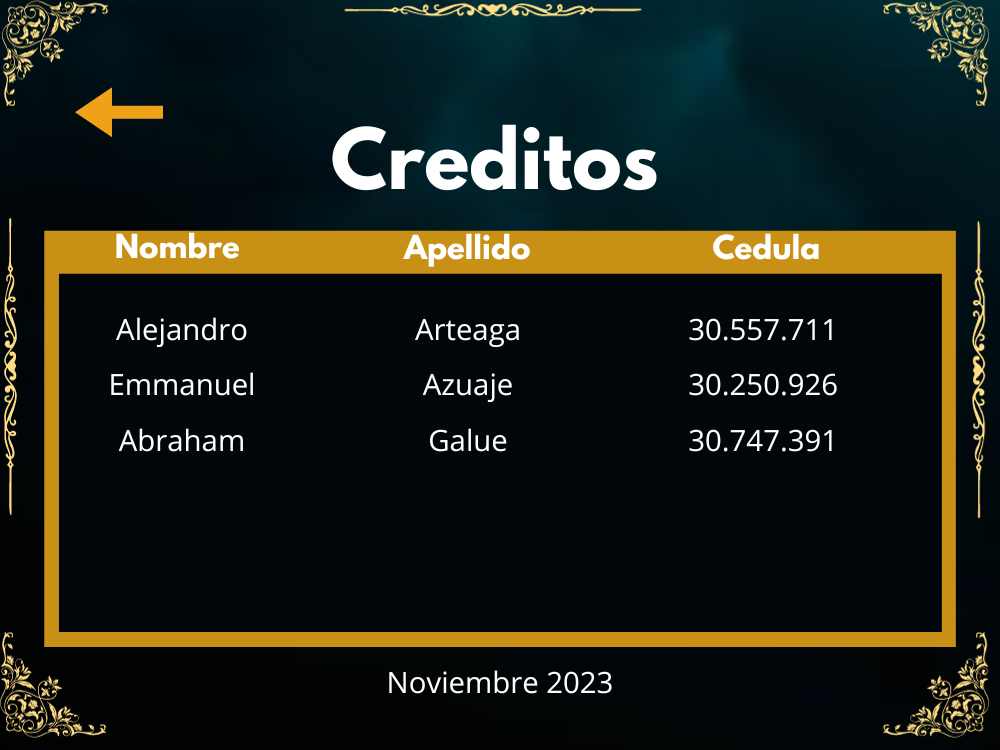 Creditos
Nombre Apellido Cedula
Alejandro Arteaga 30.557.711
Emmanuel Azuaje 30.250.926
Abraham Galue 30.747.391
Noviembre 2023